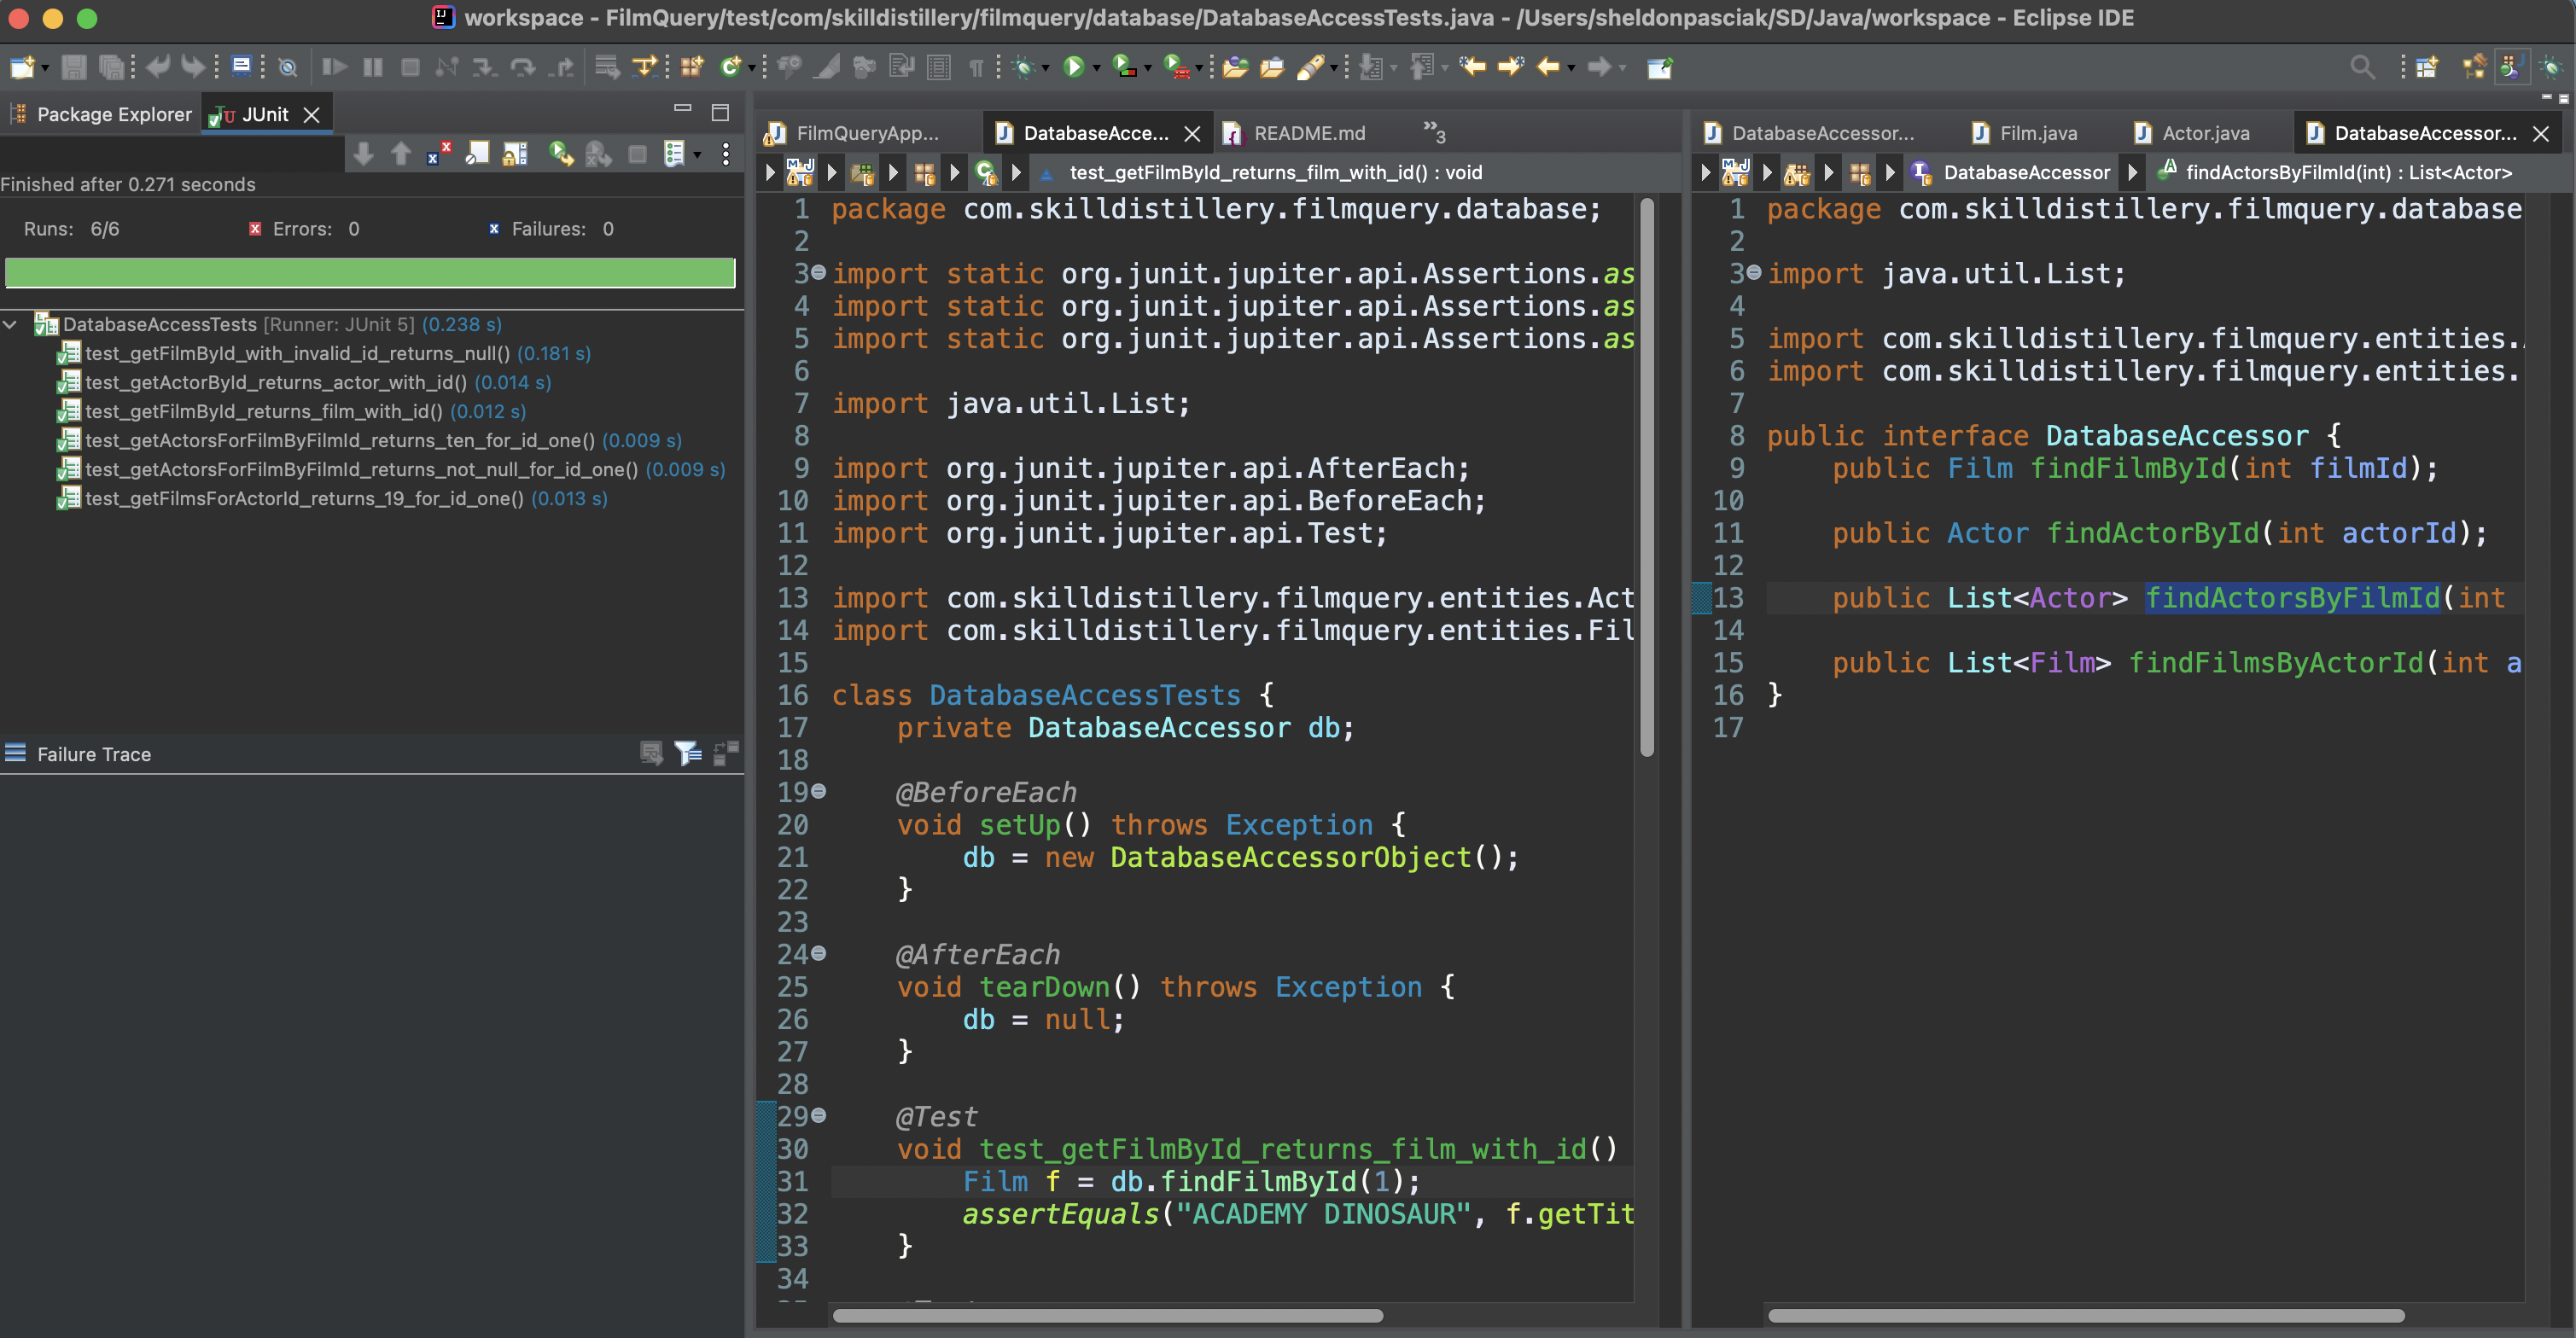 workspace - FilmQuery/test/com/skilldistillery/filmquery/database/DatabaseAccessTests.java - /Users/sheldonpasciak/SD/Java/workspace - Eclipse IDE
Package Explorer
JUnit
Finished after 0.271 seconds
Runs: 6/6
Errors: 0
Failures: 0
DatabaseAccessTests [Runner: JUnit 5] (0.238 s)
test_getFilmById_with_invalid_id_returns_null() (0.181 s)
test_getActorById_returns_actor_with_id() (0.014 s)
test_getFilmById_returns_film_with_id() (0.012 s)
test_getActorsForFilmByFilmId_returns_ten_for_id_one() (0.009 s)
test_getActorsForFilmByFilmId_returns_not_null_for_id_one() (0.009 s)
test_getFilmsForActorId_returns_19_for_id_one() (0.013 s)
Failure Trace
FilmQueryApp...
DatabaseAcce...
README.md
»3
test_getFilmById_returns_film_with_id() : void
1 package com.skilldistillery.filmquery.database;
2
3 import static org.junit.jupiter.api.Assertions.as
4 import static org.junit.jupiter.api.Assertions.as
5 import static org.junit.jupiter.api.Assertions.as
6
7 import java.util.List;
8
9 import org.junit.jupiter.api.AfterEach;
10 import org.junit.jupiter.api.BeforeEach;
11 import org.junit.jupiter.api.Test;
12
13 import com.skilldistillery.filmquery.entities.Act
14 import com.skilldistillery.filmquery.entities.Fil
15
16 class DatabaseAccessTests {
17 private DatabaseAccessor db;
18
19 @BeforeEach
20 void setUp() throws Exception {
21 db = new DatabaseAccessorObject();
22 }
23
24 @AfterEach
25 void tearDown() throws Exception {
26 db = null;
27 }
28
29 @Test
30 void test_getFilmById_returns_film_with_id()
31 Film f = db.findFilmById(1);
32 assertEquals("ACADEMY DINOSAUR", f.getTit
33 }
34
DatabaseAccessor...
Film.java
Actor.java
DatabaseAccessor...
DatabaseAccessor
findActorsByFilmId(int) : List<Actor>
1 package com.skilldistillery.filmquery.database
2
3 import java.util.List;
4
5 import com.skilldistillery.filmquery.entities.
6 import com.skilldistillery.filmquery.entities.
7
8 public interface DatabaseAccessor {
9 public Film findFilmById(int filmId);
10
11 public Actor findActorById(int actorId);
12
13 public List<Actor> findActorsByFilmId(int
14
15 public List<Film> findFilmsByActorId(int a
16 }
17